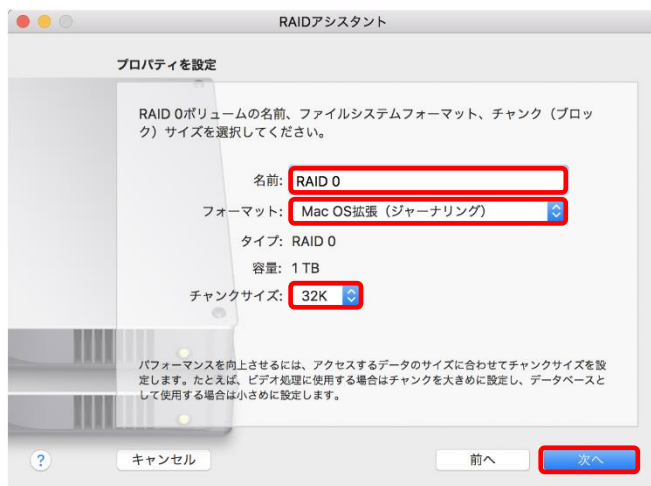 RAIDアシスタント
プロパティを設定
RAID 0ボリュームの名前、ファイルシステムフォーマット、チャンク（ブロッ
ク）サイズを選択してください。
名前: RAID 0
フォーマット: Mac OS拡張（ジャーナリング）
タイプ: RAID 0
容量: 1 TB
チャンクサイズ: 32K
パフォーマンスを向上させるには、アクセスするデータのサイズに合わせてチャンクサイズを設
定します。たとえば、ビデオ処理に使用する場合はチャンクを大きめに設定し、データベースと
して使用する場合は小さめに設定します。
? キャンセル 前へ 次へ